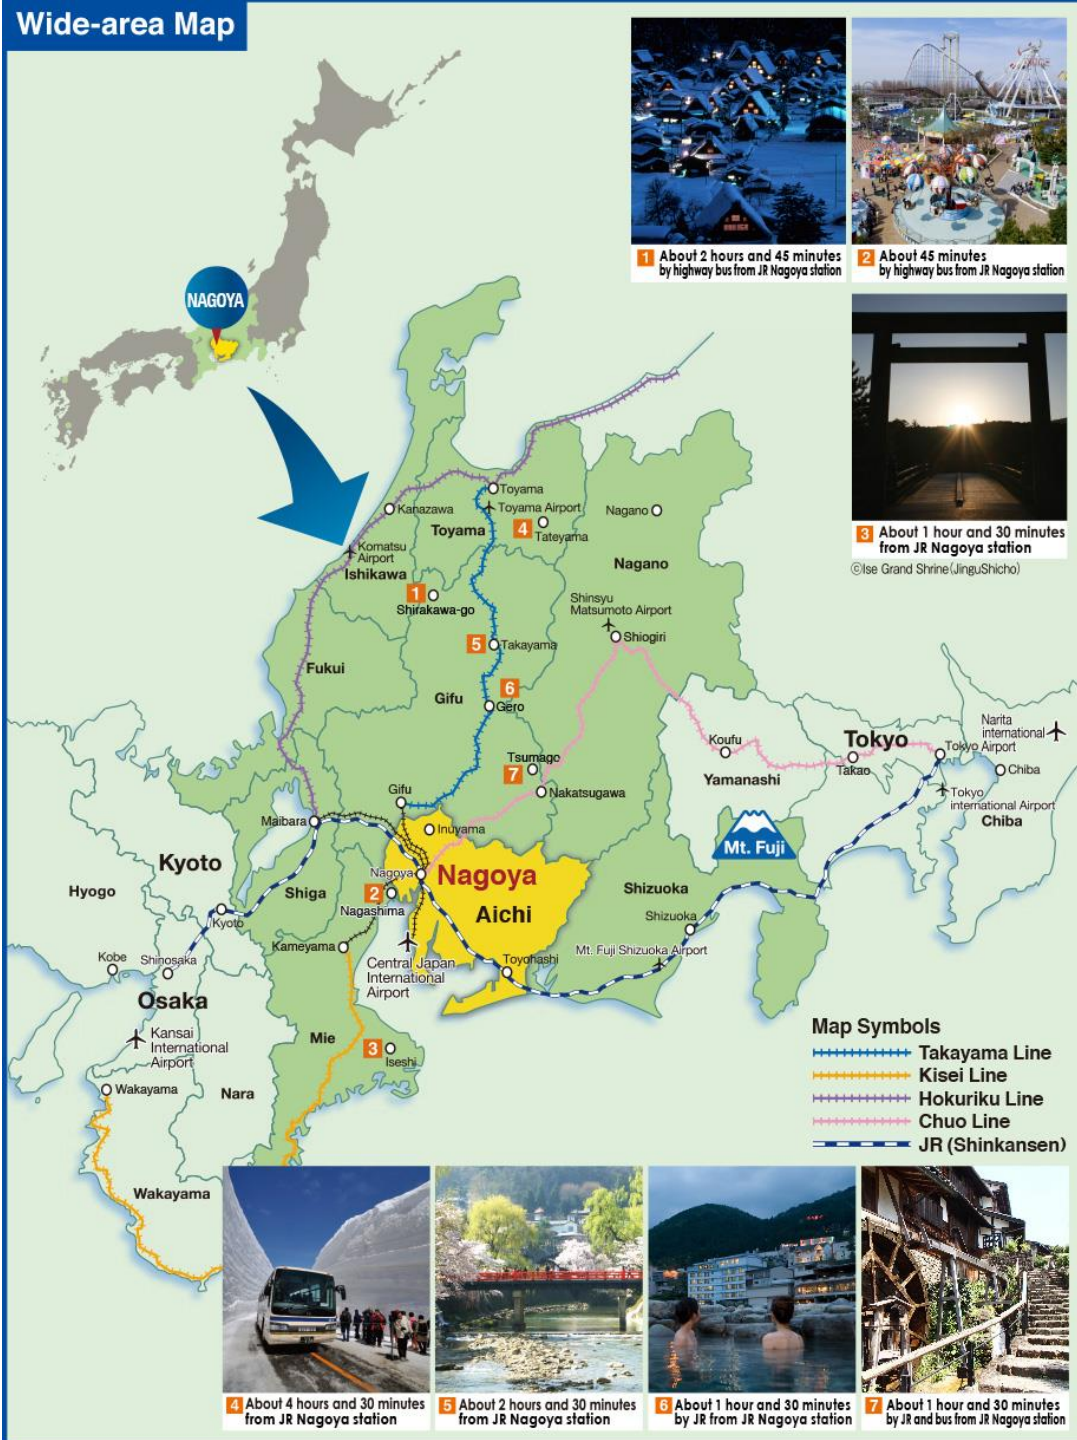 Wide-area Map
NAGOYA
1 About 2 hours and 45 minutes
by highway bus from JR Nagoya station
2 About 45 minutes
by highway bus from JR Nagoya station
3 About 1 hour and 30 minutes
from JR Nagoya station
©Ise Grand Shrine(JinguShicho)
Toyama
Kanazawa
Toyama Airport
Toyama
4
Tateyama
Nagano
Komatsu
Airport
Ishikawa
Nagano
1
Shirakawa-go
Shinsyu
Matsumoto Airport
Shiogiri
5
Takayama
Fukui
Gifu
6
Gero
Narita
international
Airport
Koufu
Tokyo
Tokyo
Takao
Chiba
Yamanashi
Tsumago
7
Nakatsugawa
Tokyo
international Airport
Chiba
Gifu
Inuyama
Maibara
Mt. Fuji
Kyoto
Nagoya
Nagoya
Hyogo
Shiga
2
Nagashima
Aichi
Shizuoka
Kyoto
Shizuoka
Kameyama
Kobe
Shinosaka
Central Japan
International
Airport
Toyohashi
Mt. Fuji Shizuoka Airport
Osaka
Kansai
International
Airport
Mie
3
Iseshi
Wakayama
Nara
Wakayama
Map Symbols
Takayama Line
Kisei Line
Hokuriku Line
Chuo Line
JR (Shinkansen)
4 About 4 hours and 30 minutes
from JR Nagoya station
5 About 2 hours and 30 minutes
from JR Nagoya station
6 About 1 hour and 30 minutes
by JR from JR Nagoya station
7 About 1 hour and 30 minutes
by JR and bus from JR Nagoya station